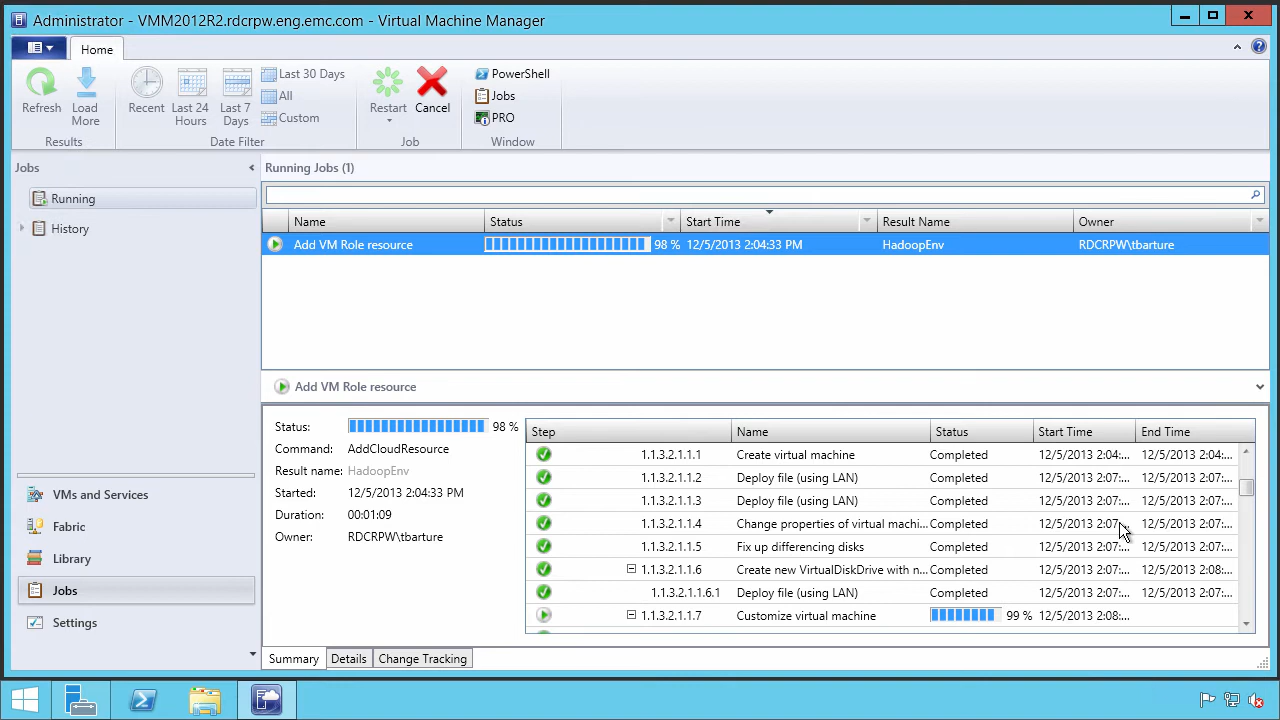 Administrator - VMM2012R2.rdcrpw.eng.emc.com - Virtual Machine Manager
Home
Refresh
Load More
Results
Recent
Last 24 Hours
Last 7 Days
Last 30 Days
All
Custom
Date Filter
Restart
Cancel
Job
PowerShell
Jobs
PRO
Window
Jobs
Running
History
VMs and Services
Fabric
Library
Jobs
Settings
Running Jobs (1)
Name Status Start Time Result Name Owner
Add VM Role resource 98 % 12/5/2013 2:04:33 PM HadoopEnv RDCRPW\tbarture
Add VM Role resource
Status: 98 %
Command: AddCloudResource
Result name: HadoopEnv
Started: 12/5/2013 2:04:33 PM
Duration: 00:01:09
Owner: RDCRPW\tbarture
Step Name Status Start Time End Time
1.1.3.2.1.1.1 Create virtual machine Completed 12/5/2013 2:04:... 12/5/2013 2:04:...
1.1.3.2.1.1.2 Deploy file (using LAN) Completed 12/5/2013 2:07:... 12/5/2013 2:07:...
1.1.3.2.1.1.3 Deploy file (using LAN) Completed 12/5/2013 2:07:... 12/5/2013 2:07:...
1.1.3.2.1.1.4 Change properties of virtual machi... Completed 12/5/2013 2:07:... 12/5/2013 2:07:...
1.1.3.2.1.1.5 Fix up differencing disks Completed 12/5/2013 2:07:... 12/5/2013 2:07:...
1.1.3.2.1.1.6 Create new VirtualDiskDrive with n... Completed 12/5/2013 2:07:... 12/5/2013 2:08:...
1.1.3.2.1.1.6.1 Deploy file (using LAN) Completed 12/5/2013 2:07:... 12/5/2013 2:07:...
1.1.3.2.1.1.7 Customize virtual machine 99 % 12/5/2013 2:08:...
Summary Details Change Tracking